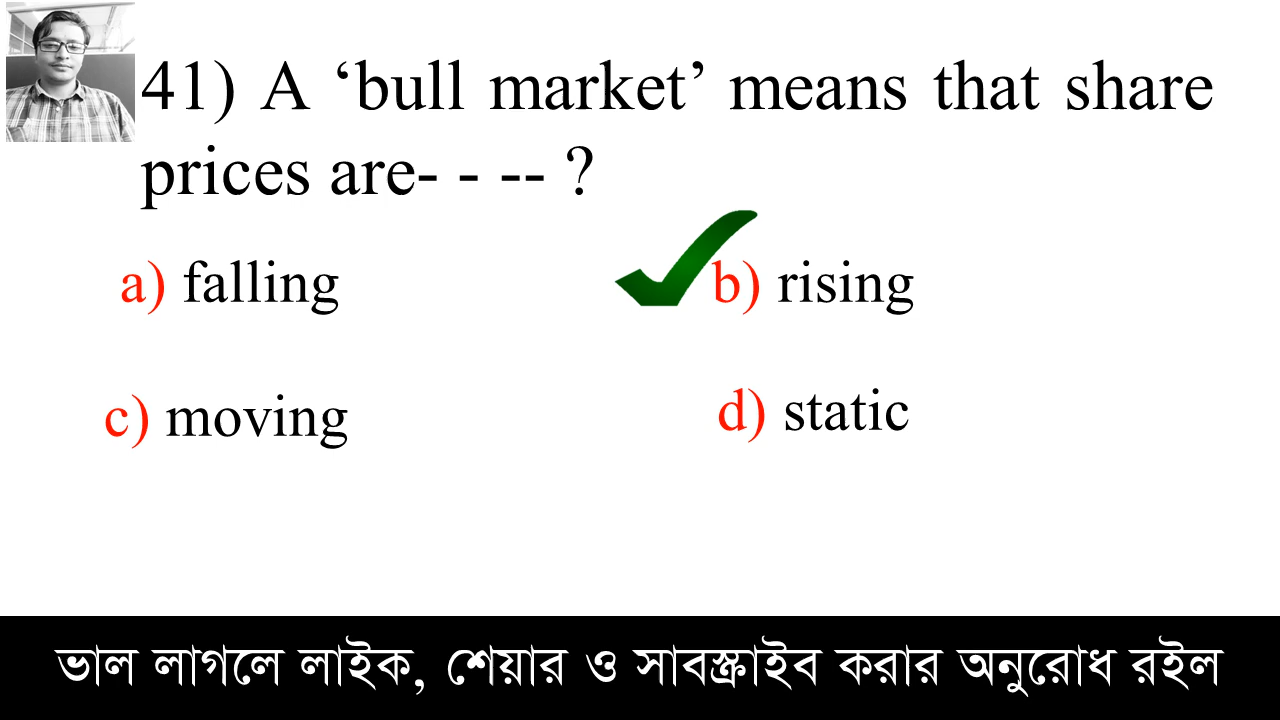 41) A ‘bull market’ means that share
prices are- - -- ?
a) falling
b) rising
c) moving
d) static
ভাল লাগলে লাইক, শেয়ার ও সাবস্ক্রাইব করার অনুরোধ রইল